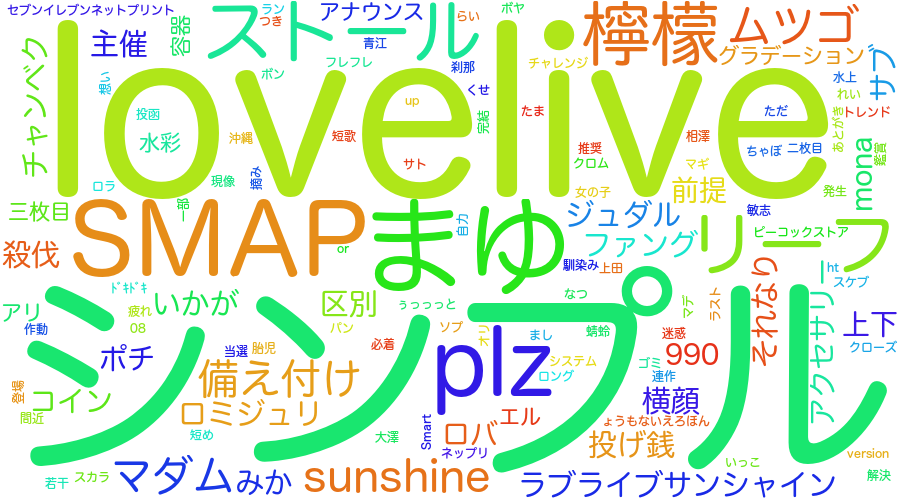 セブンイレブンネットプリント
アナウンス
ラン
つき
らい
ボヤ
檸檬
ムツゴ
主催
容器
ストール
青江
フレフレ
チャレンジ
グラデーション
サブ
チャンベク
lovelive
ボン
刹那
くせ
水上
れい
想い
投函
水彩
沖縄
短歌
up
完結
たま
ただ
トレンド
あとがき
相澤
推奨
クロム
ちゃぼ
二枚目
mona
鑑賞
サト
マギ
ロラ
現像
摘み
女の子
前提
発生
三枚目
一部
SMAP
まゆ
自力
ジュダル
敏志
リーフ
ピーコックストア
殺伐
or
ファング
馴染み
上田
ht
スケブ
ドキドキ
アリ
作動
疲れ
08
いかが
区別
パン
ぅっっっと
なつ
マデ
ラスト
それなり
アクセサリー
シンプル
上下
クローズ
ポチ
当選
胎児
必着
ソプ
オリ
まし
蜻蛉
迷惑
990
plz
システム
ロング
ゴミ
連作
登場
コイン
問近
備え付け
ロミジュリ
短め
大澤
Smart
ロバ
エル
横顔
ょうもないえろほん
ネップリ
投げ銭
いっこ
version
解決
若干
スカラ
マダム
みか
sunshine
ラブライブサンシャイン